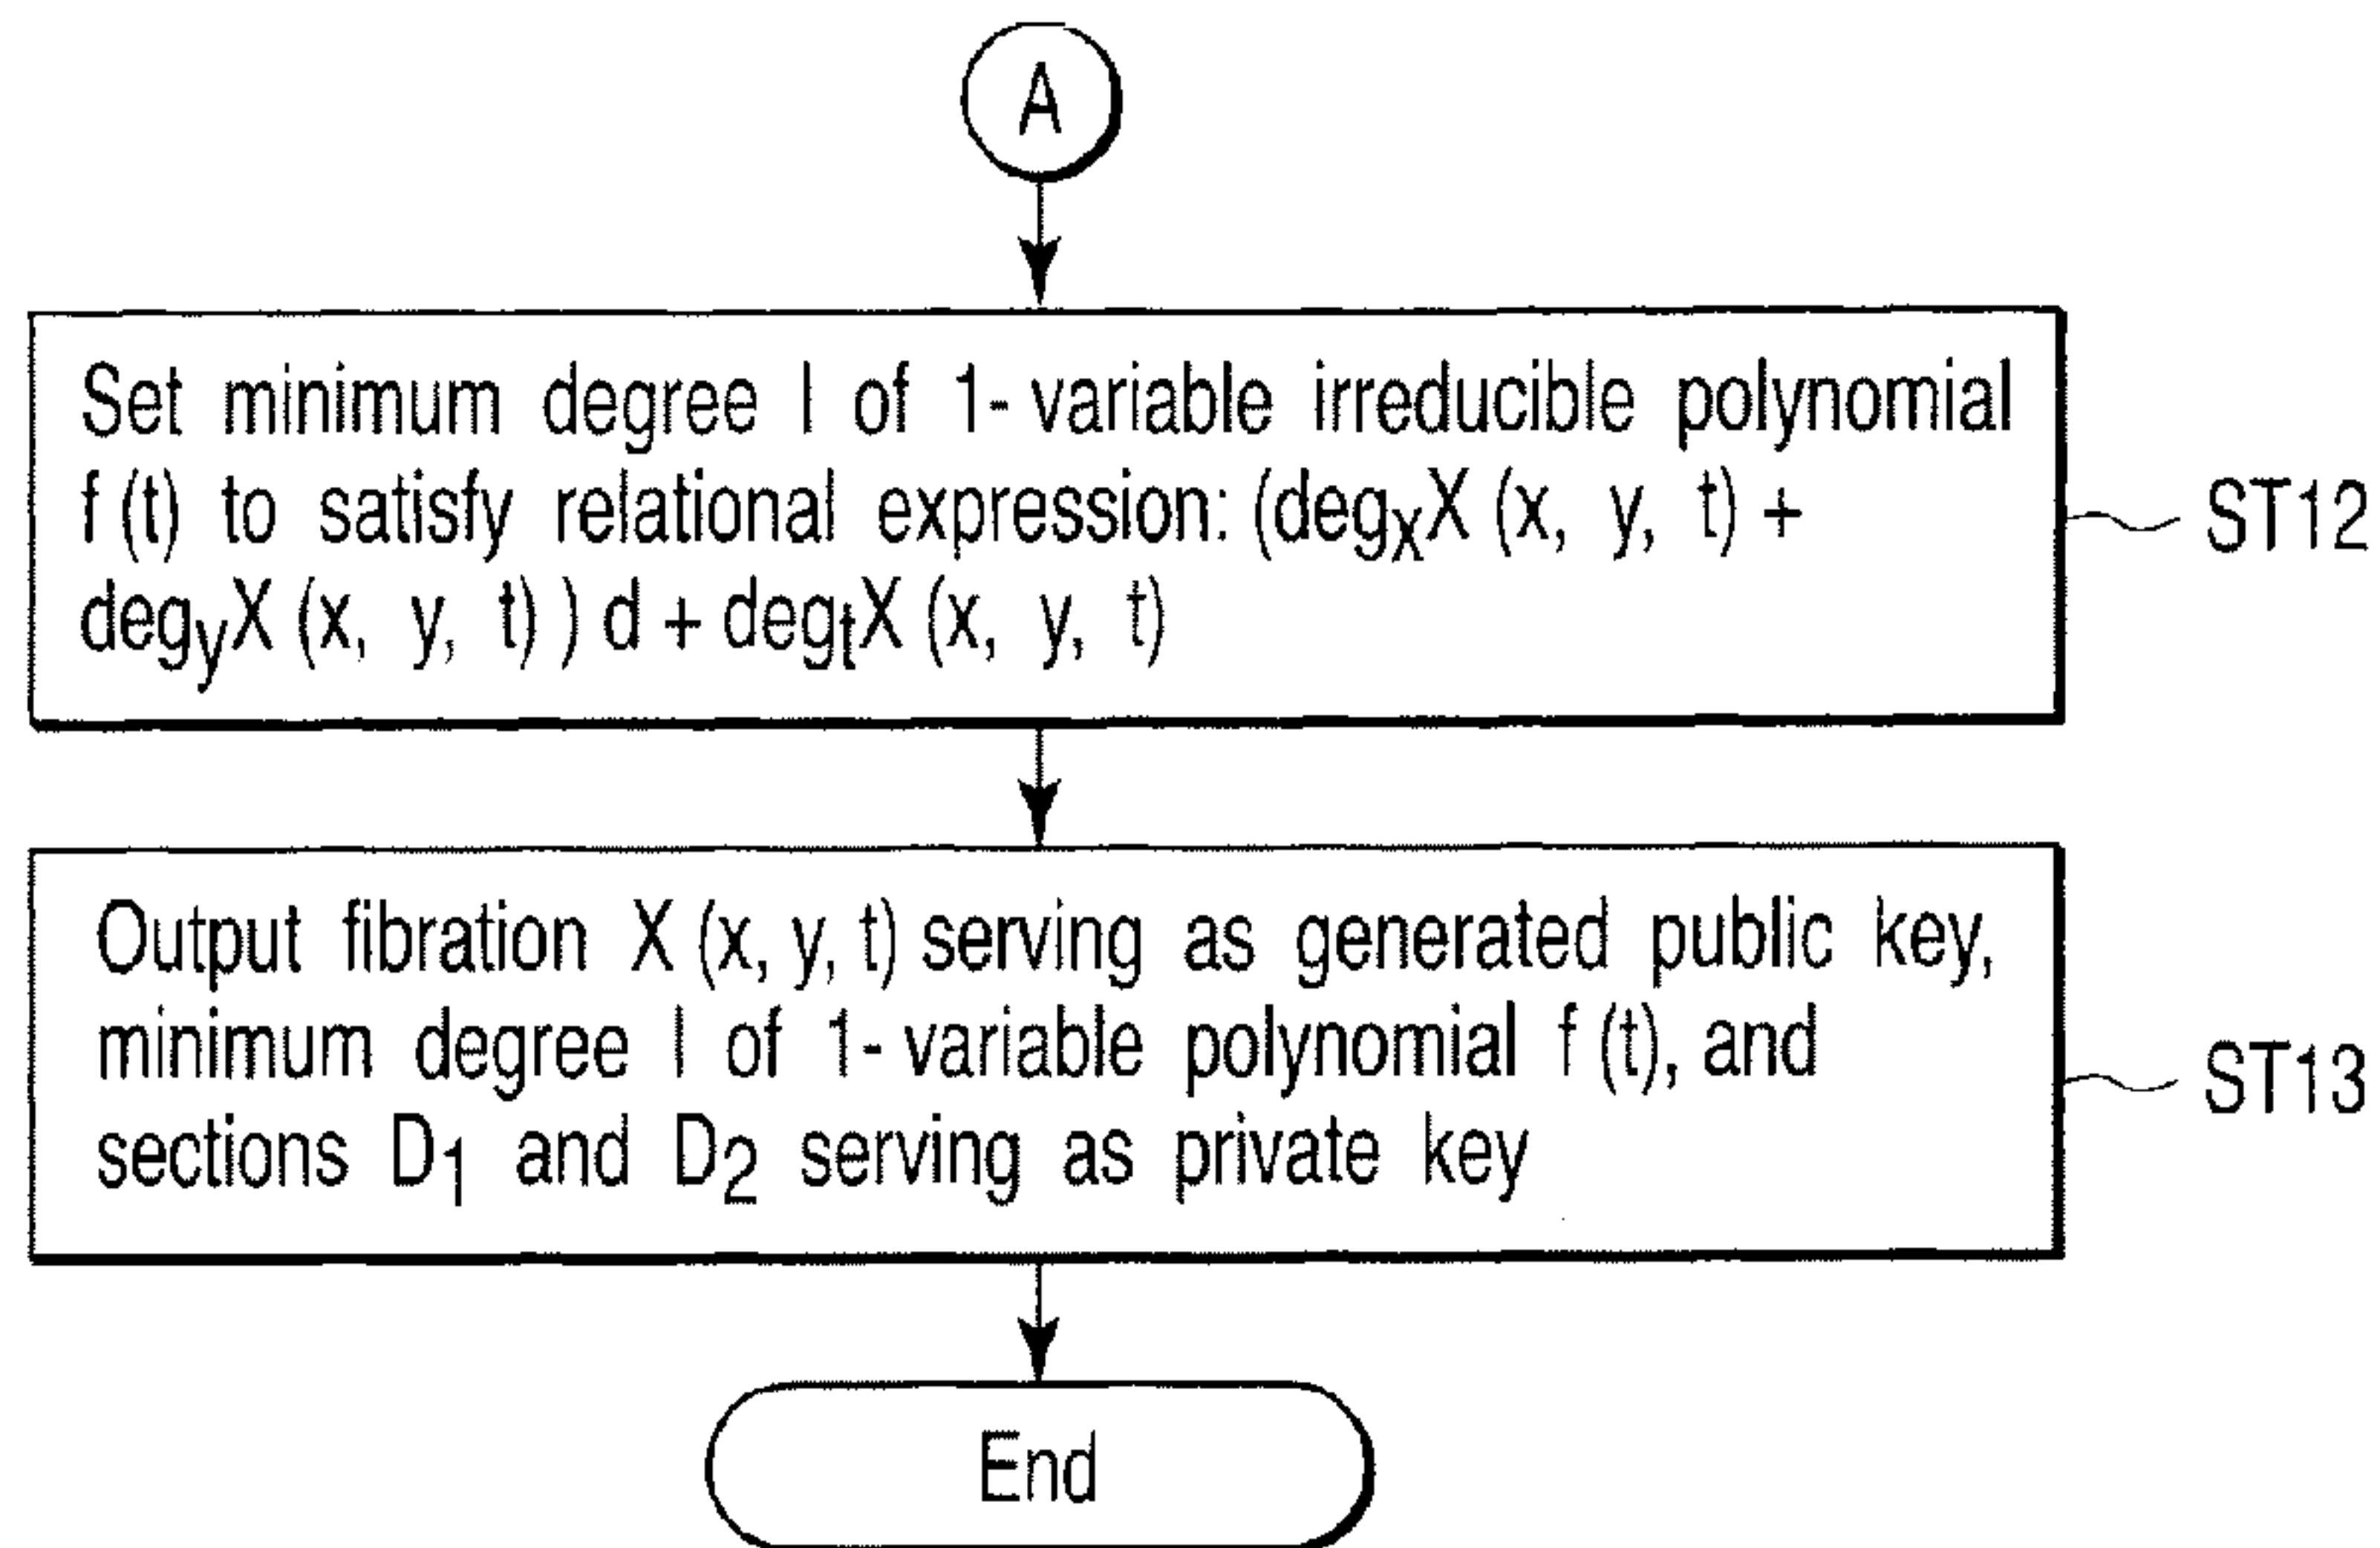 A
Set minimum degree l of 1-variable irreducible polynomial
f (t) to satisfy relational expression: (degxX (x, y, t) +
degyX (x, y, t) ) d + degtX (x, y, t)
ST12
Output fibration X (x, y, t) serving as generated public key,
minimum degree l of 1-variable polynomial f (t), and
sections D1 and D2 serving as private key
ST13
End